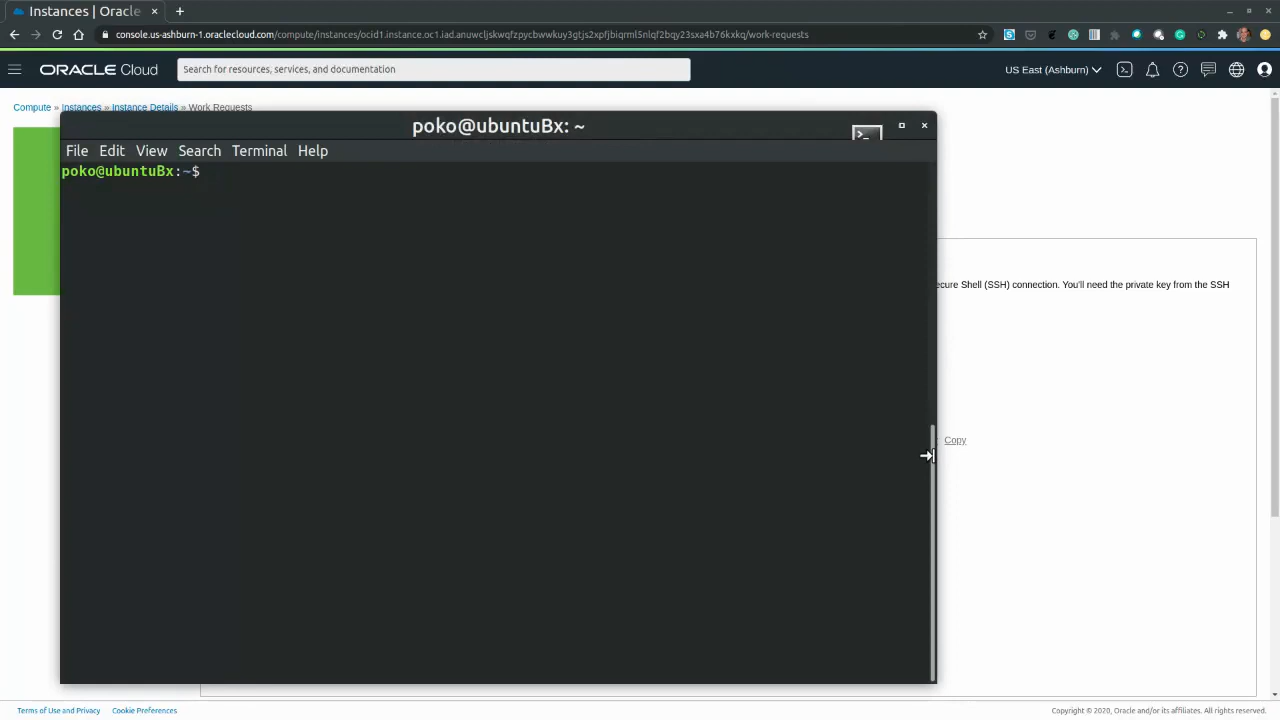 Instances | Oracle
console.us-ashburn-1.oraclecloud.com/compute/instances/ocid1.instance.oc1.iad.anuwcljskwqfzpycbwwkuy3gtjs2xpfjbiqrml5nlqf2bqy23sxa4b76kxkq/work-requests
ORACLE Cloud
Search for resources, services, and documentation
US East (Ashburn)
Compute » Instances » Instance Details » Work Requests
poko@ubuntuBx: ~
File Edit View Search Terminal Help
poko@ubuntuBx:~$
ecure Shell (SSH) connection. You'll need the private key from the SSH
Copy
Terms of Use and Privacy Cookie Preferences
Copyright © 2020, Oracle and/or its affiliates. All rights reserved.